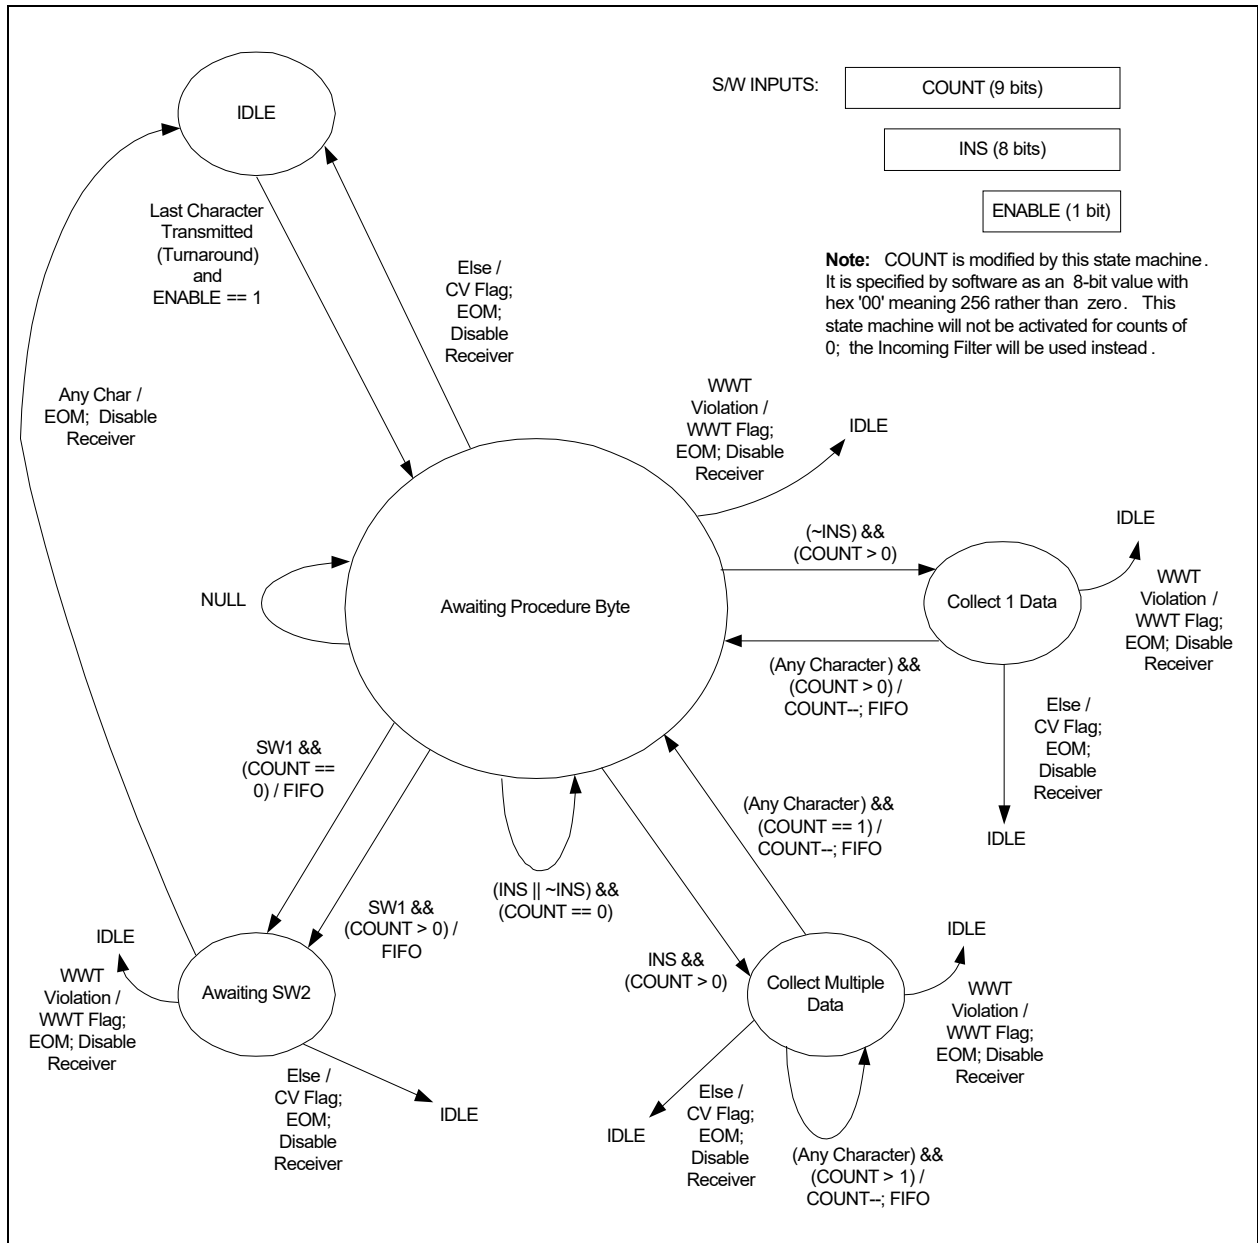 IDLE
S/W INPUTS:
COUNT (9 bits)
INS (8 bits)
ENABLE (1 bit)
Note: COUNT is modified by this state machine.
It is specified by software as an 8-bit value with
hex '00' meaning 256 rather than zero. This
state machine will not be activated for counts of
0; the Incoming Filter will be used instead.
Last Character
Transmitted
(Turnaround)
and
ENABLE == 1
Else /
CV Flag;
EOM;
Disable
Receiver
Any Char /
EOM; Disable
Receiver
WWT
Violation /
WWT Flag;
EOM; Disable
Receiver
IDLE
(~INS) &&
(COUNT > 0)
IDLE
WWT
Violation /
WWT Flag;
EOM; Disable
Receiver
NULL
Awaiting Procedure Byte
Collect 1 Data
(Any Character) &&
(COUNT > 0) /
COUNT--; FIFO
Else /
CV Flag;
EOM;
Disable
Receiver
IDLE
SW1 &&
(COUNT ==
0) / FIFO
SW1 &&
(COUNT > 0) /
FIFO
(INS || ~INS) &&
(COUNT == 0)
(Any Character) &&
(COUNT == 1) /
COUNT--; FIFO
INS &&
(COUNT > 0)
IDLE
WWT
Violation /
WWT Flag;
EOM; Disable
Receiver
Awaiting SW2
Else /
CV Flag;
EOM;
Disable
Receiver
IDLE
Collect Multiple
Data
IDLE
WWT
Violation /
WWT Flag;
EOM; Disable
Receiver
Else /
CV Flag;
EOM;
Disable
Receiver
IDLE
(Any Character) &&
(COUNT > 1) /
COUNT--; FIFO